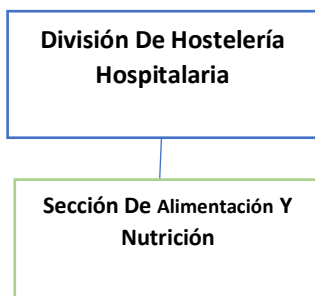 División De Hostelería
Hospitalaria
Sección De Alimentación Y
Nutrición